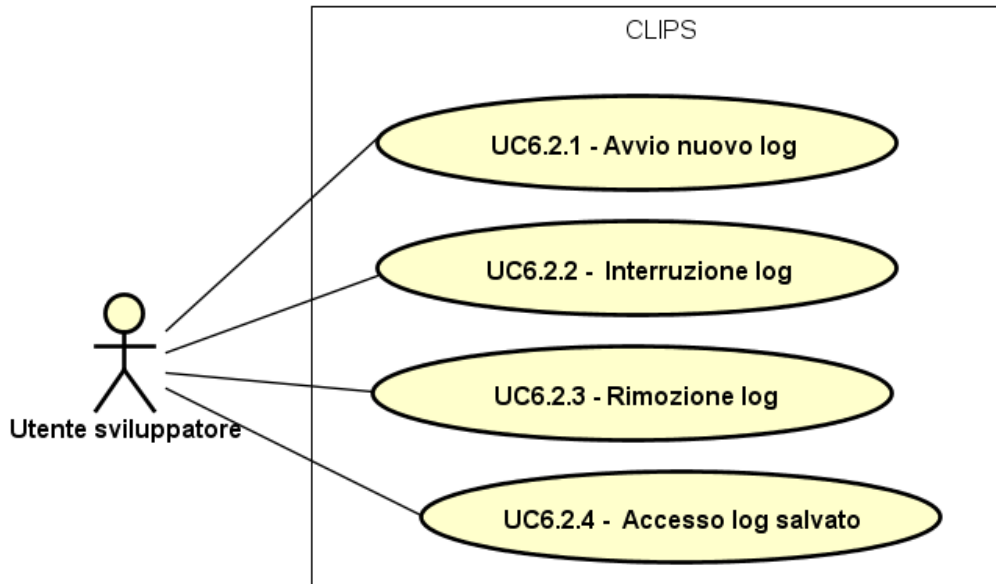 CLIPS
UC6.2.1 - Avvio nuovo log
UC6.2.2 - Interruzione log
UC6.2.3 - Rimozione log
Utente sviluppatore
UC6.2.4 - Accesso log salvato